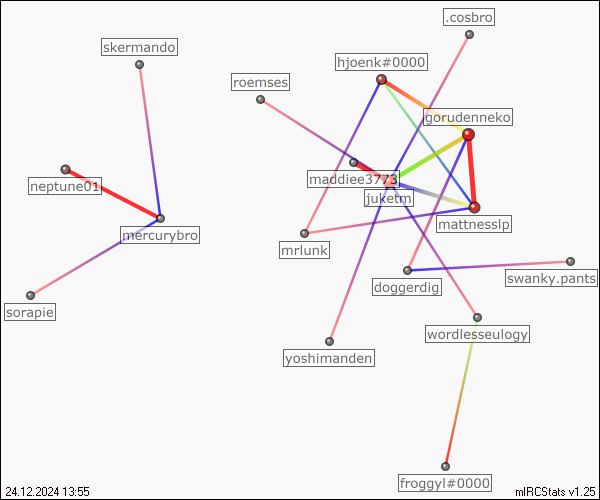 .cosbro
skermando
hjoenk#0000
roemses
gorudenneko
maddiee3773
neptune01
juketm
mattnesslp
mercurybro
mrlunk
doggerdig
swanky.pants
sorapie
wordlesseulogy
yoshimanden
froggyl#0000
24.12.2024 13:55
mIRCStats v1.25